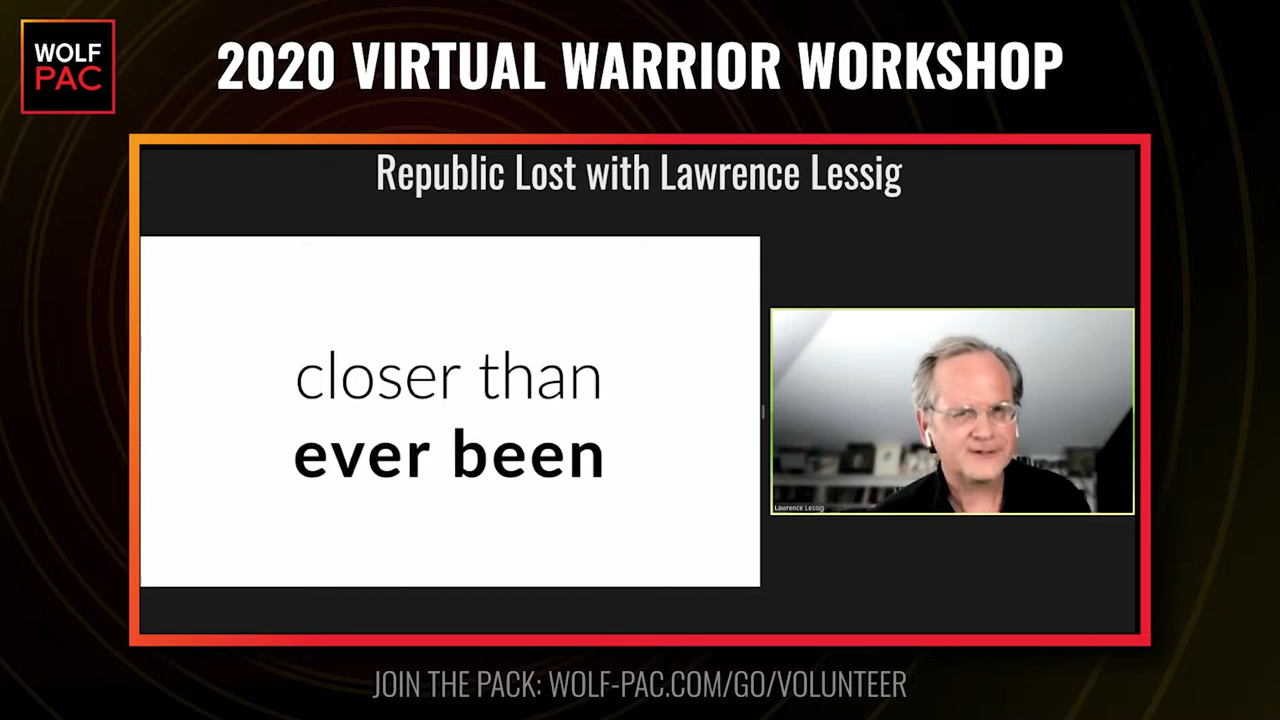 WOLF
PAC
2020 VIRTUAL WARRIOR WORKSHOP
Republic Lost with Lawrence Lessig
closer than
ever been
Lawrence Lessig
JOIN THE PACK: WOLF-PAC.COM/GO/VOLUNTEER